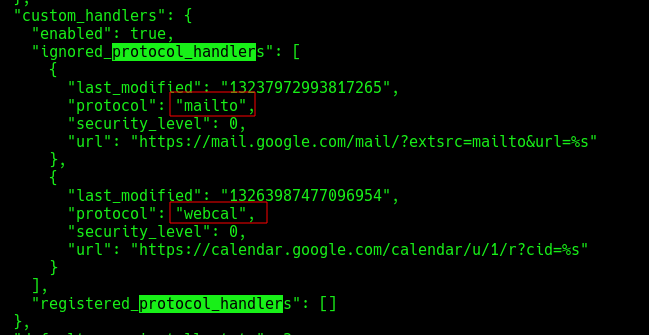 },
"custom_handlers": {
"enabled": true,
"ignored_protocol_handlers": [
{
"last_modified": "13237972993817265",
"protocol": "mailto",
"security_level": 0,
"url": "https://mail.google.com/mail/?extsrc=mailto&url=%s"
},
{
"last_modified": "13263987477096954",
"protocol": "webcal",
"security_level": 0,
"url": "https://calendar.google.com/calendar/u/1/r?cid=%s"
}
],
"registered_protocol_handlers": []
},